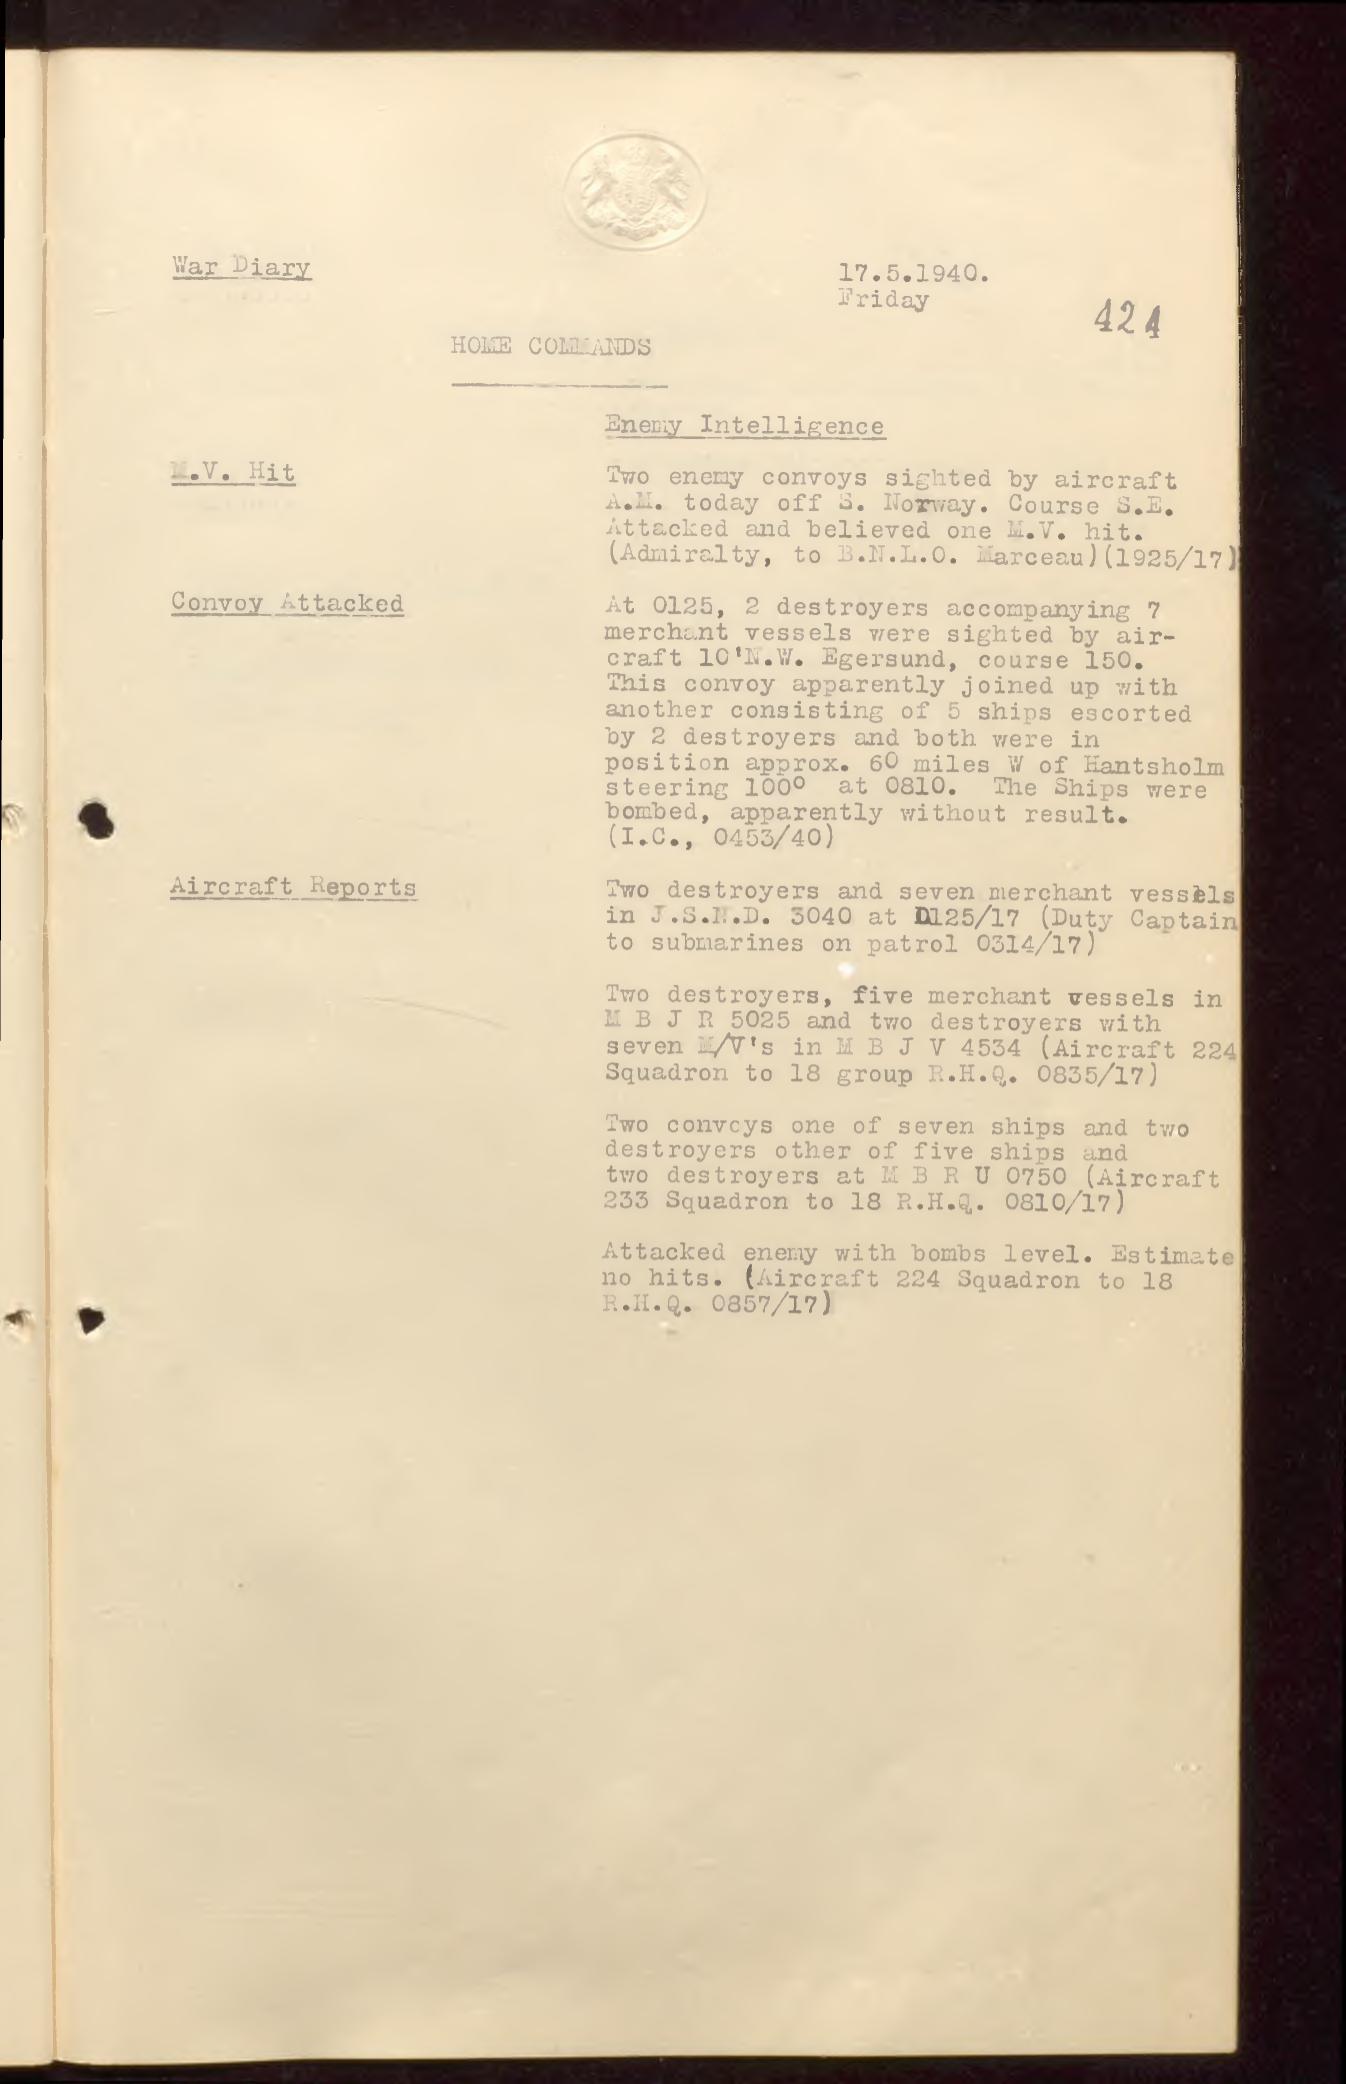 War Diary
17.5.1940.
Friday
424
HOME COMMANDS
Enemy Intelligence
M.V. Hit
Two enemy convoys sighted by aircraft
A.M. today off S. Norway. Course S.E.
Attacked and believed one M.V. hit.
(Admiralty, to B.N.L.O. Marceau)(1925/17)
Convoy Attacked
At 0125, 2 destroyers accompanying 7
merchant vessels were sighted by air-
craft 10'N.W. Egersund, course 150.
This convoy apparently joined up with
another consisting of 5 ships escorted
by 2 destroyers and both were in
position approx. 60 miles W of Hantsholm
steering 100° at 0810. The Ships were
bombed, apparently without result.
(I.C., 0453/40)
Aircraft Reports
Two destroyers and seven merchant vessels
in J.S.N.D. 3040 at 0125/17 (Duty Captain
to submarines on patrol 0314/17)
Two destroyers, five merchant vessels in
M B J R 5025 and two destroyers with
seven M/V's in M B J V 4534 (Aircraft 224
Squadron to 18 group R.H.Q. 0835/17)
Two convcys one of seven ships and two
destroyers other of five ships and
two destroyers at M B R U 0750 (Aircraft
233 Squadron to 18 R.H.Q. 0810/17)
Attacked enemy with bombs level. Estimate
no hits. (Aircraft 224 Squadron to 18
R.H.Q. 0857/17)